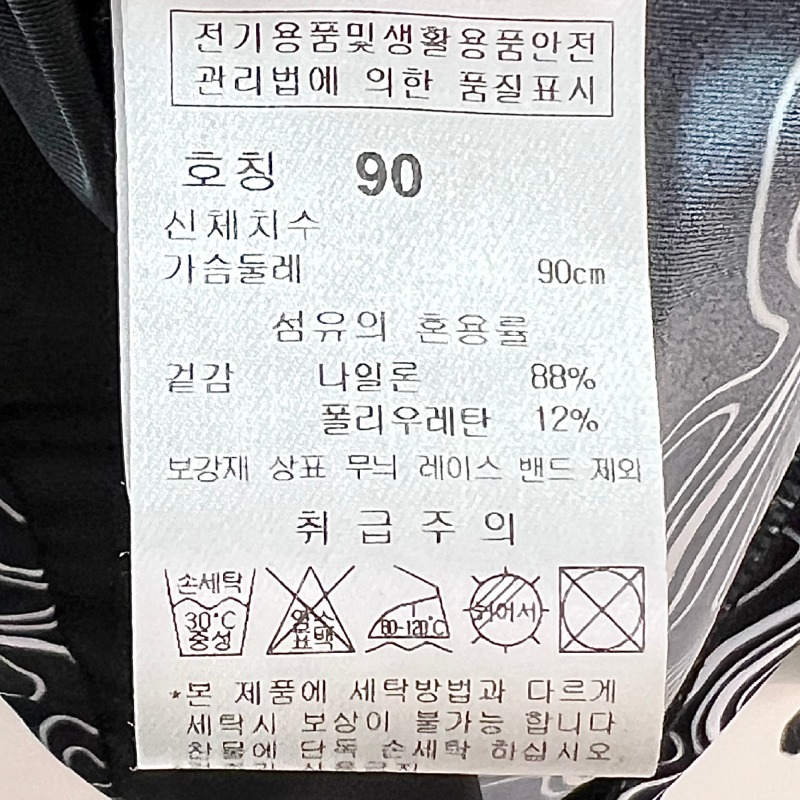 전기용품및생활용품안전
관리법에 의한 품질표시
호칭 90
신체치수
가슴둘레 90cm
섬유의 혼용률
겉감 나일론 88%
폴리우레탄 12%
보강재 상표 무늬 레이스 밴드 제외
취급주의
손세탁
30°C
중성
염소
표백
80-120°C
뉘어서
*본 제품에 세탁방법과 다르게
세탁시 보상이 불가능 합니다
찬물에 단독 손세탁 하십시오